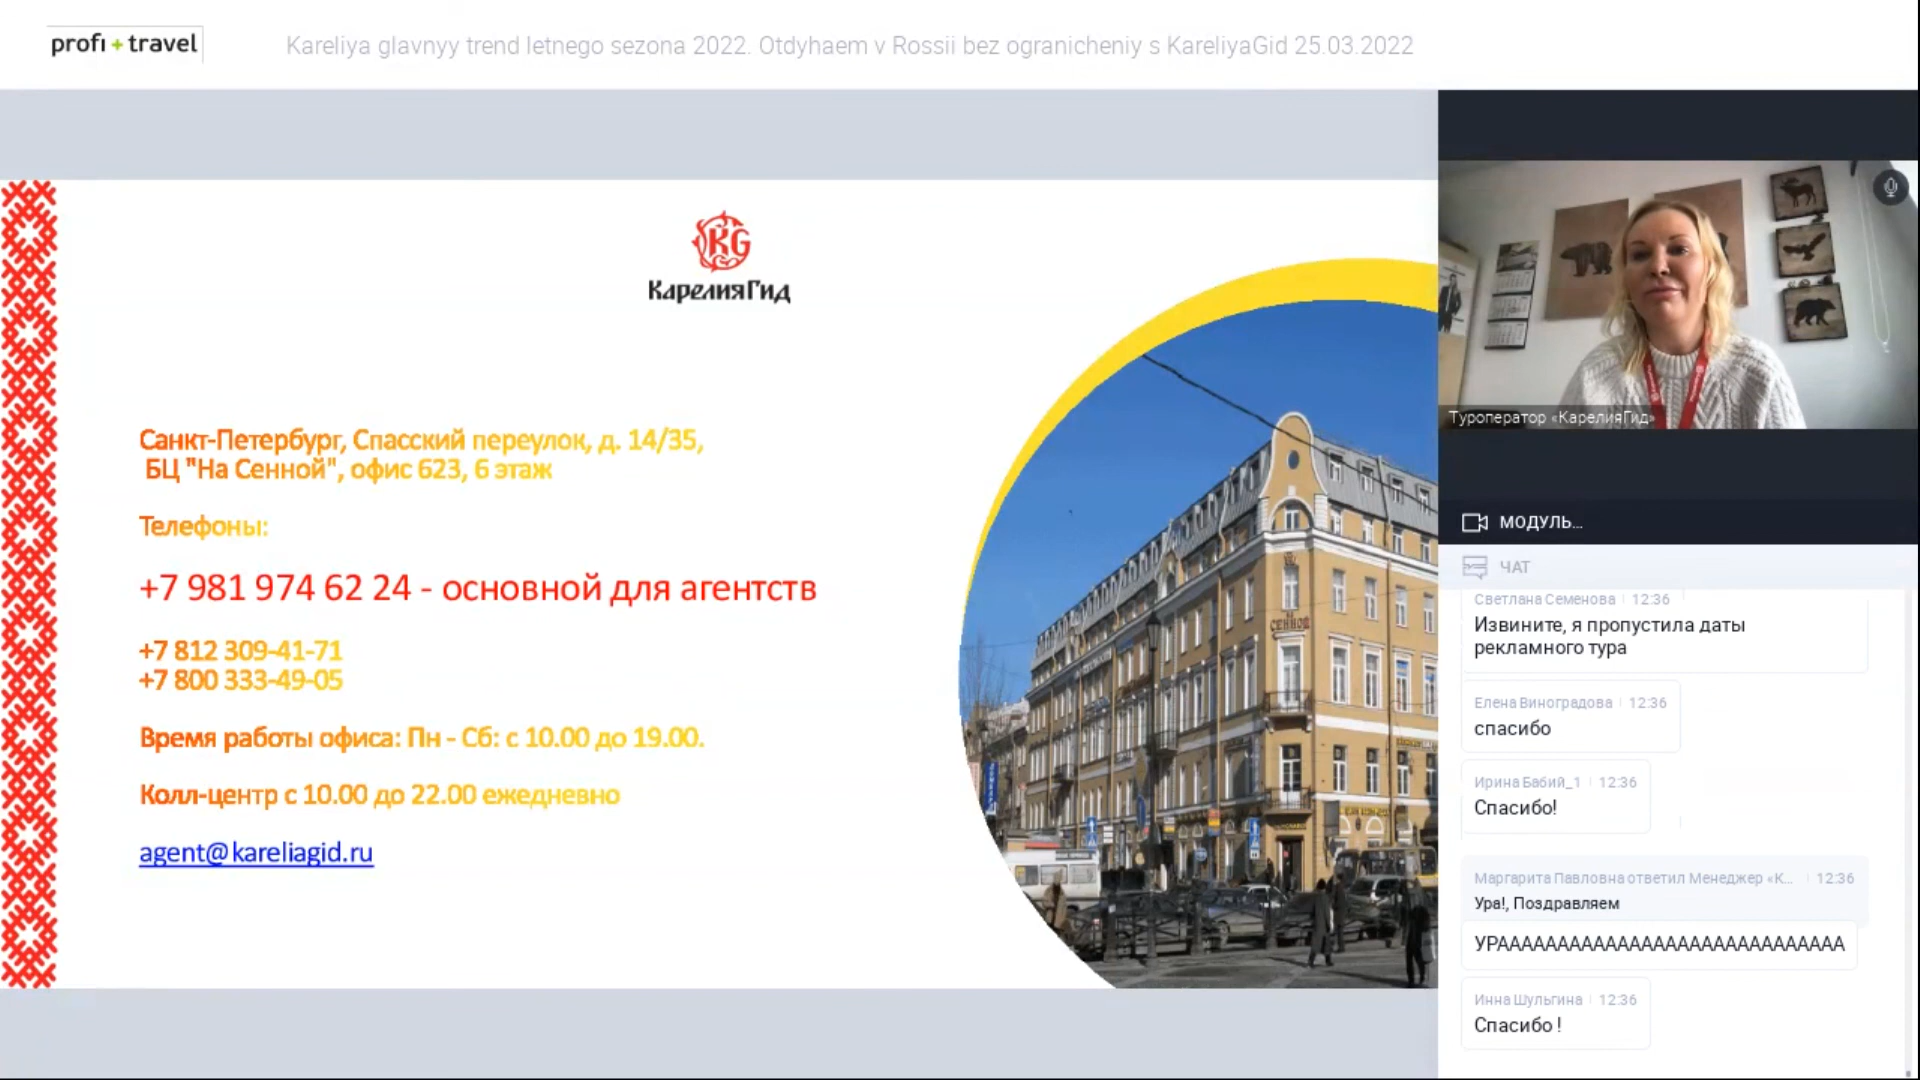 profi + travel
Kareliya glavnyy trend letnego sezona 2022. Otdyhaem v Rossii bez ogranicheniy s KareliyaGid 25.03.2022
KG
КарелияГид
Санкт-Петербург, Спасский переулок, д. 14/35,
БЦ "На Сенной", офис 623, 6 этаж
Телефоны:
+7 981 974 62 24 - основной для агентств
+7 812 309-41-71
+7 800 333-49-05
Время работы офиса: Пн - Сб: с 10.00 до 19.00.
Колл-центр с 10.00 до 22.00 ежедневно
agent@kareliagid.ru
СЕННОЙ
Туроператор «КарелияГид»
МОДУЛЬ...
ЧАТ
Светлана Семенова 12:36
Извините, я пропустила даты
рекламного тура
Елена Виноградова 12:36
спасибо
Ирина Бабий_1 12:36
Спасибо!
Маргарита Павловна ответил Менеджер «К... 12:36
Ура!, Поздравляем
УРААААААААААААААААААААААААААААА
Инна Шульгина 12:36
Спасибо !